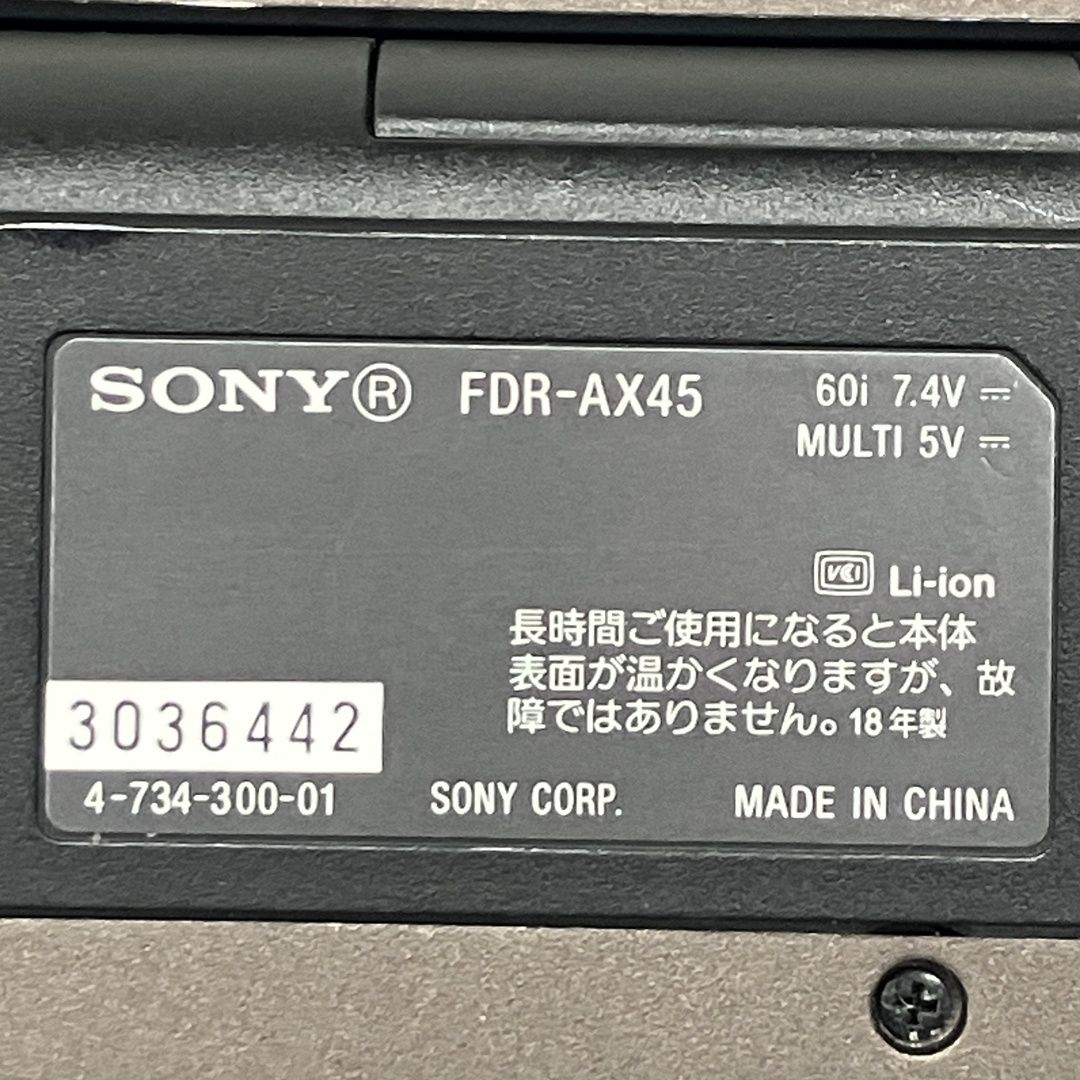 SONY® FDR-AX45
60i 7.4V ⎓
MULTI 5V ⎓
VCI Li-ion
長時間ご使用になると本体
表面が温かくなりますが、故
障ではありません。18年製
3036442
4-734-300-01 SONY CORP. MADE IN CHINA